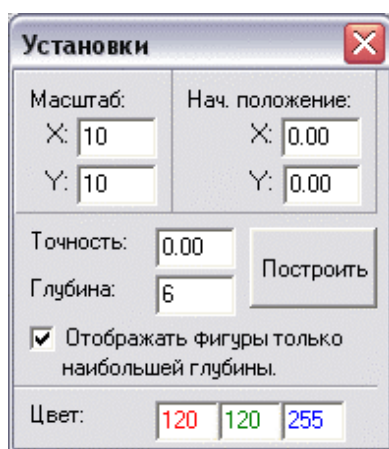 Установки
Масштаб: Нач. положение:
X: 10 X: 0.00
Y: 10 Y: 0.00
Точность: 0.00
Построить
Глубина: 6
Отображать фигуры только
наибольшей глубины.
Цвет: 120 120 255